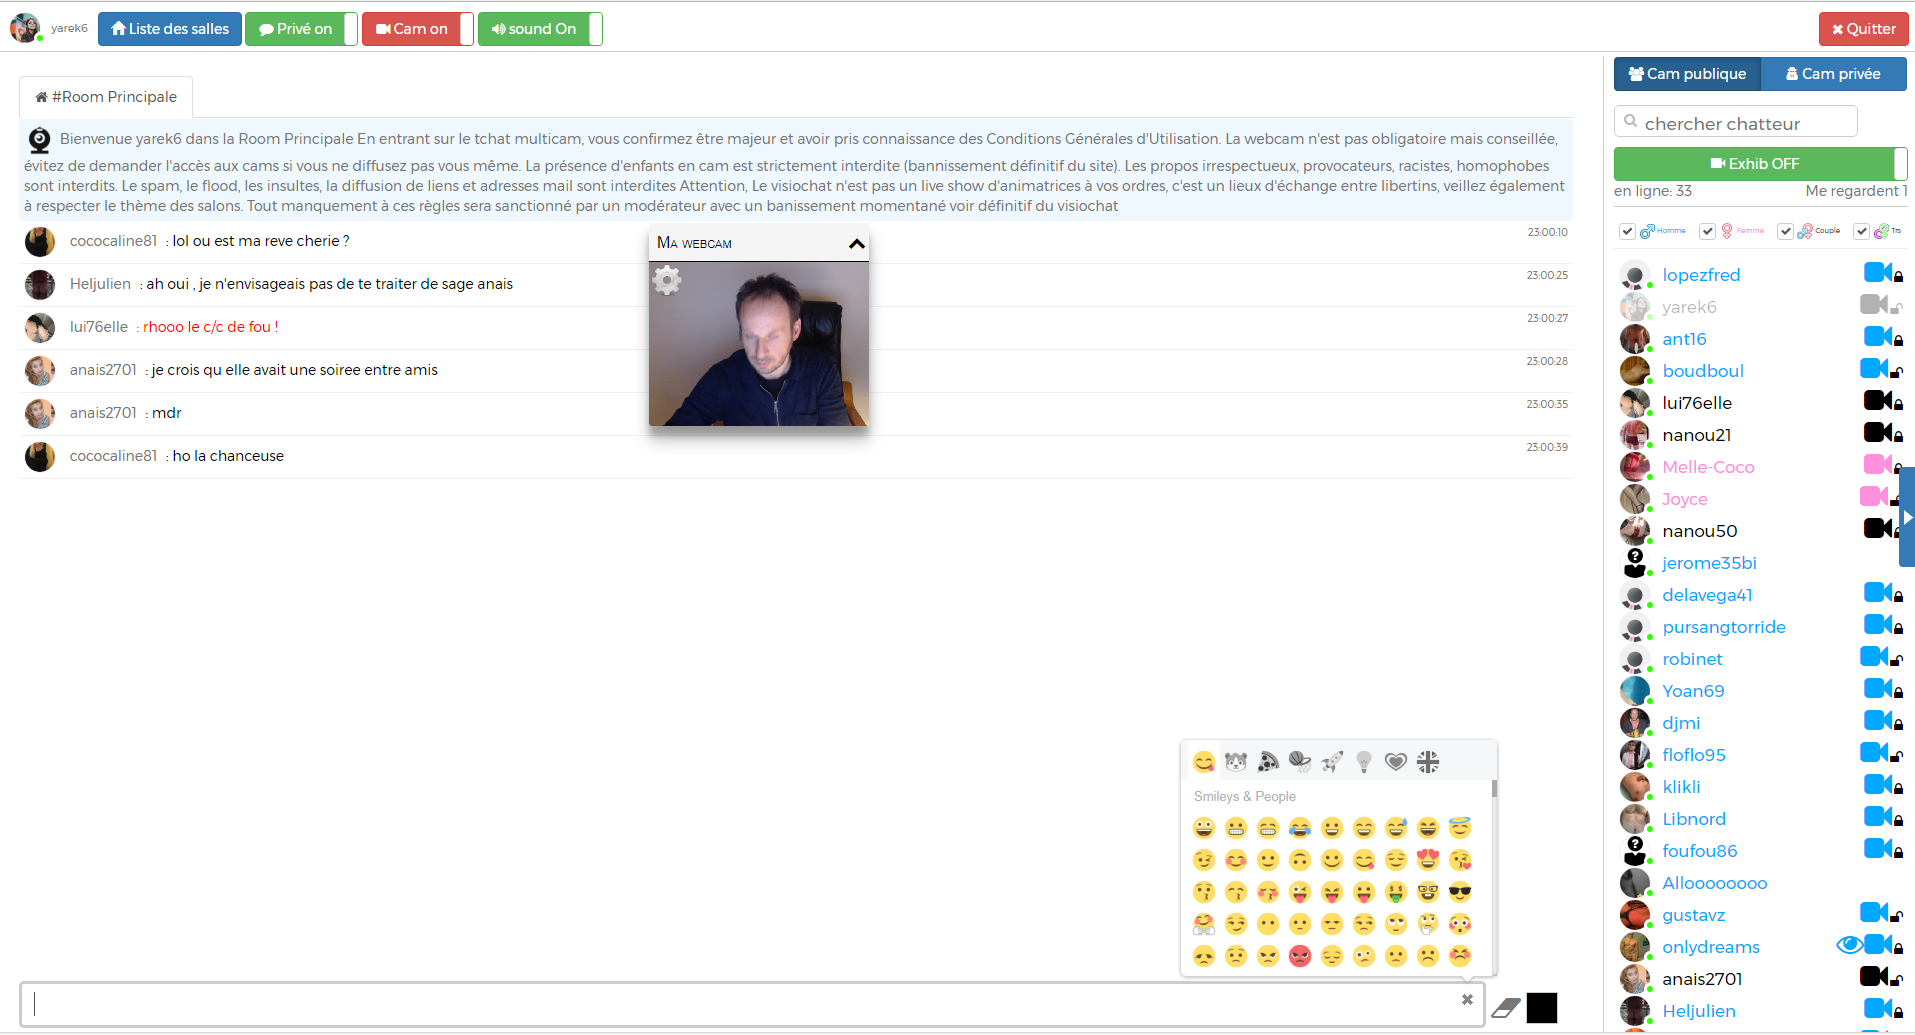 yarek6 Liste des salles Privé on Cam on sound On Quitter
#Room Principale
Bienvenue yarek6 dans la Room Principale En entrant sur le tchat multicam, vous confirmez être majeur et avoir pris connaissance des Conditions Générales d'Utilisation. La webcam n'est pas obligatoire mais conseillée,
évitez de demander l'accès aux cams si vous ne diffusez pas vous même. La présence d'enfants en cam est strictement interdite (bannissement définitif du site). Les propos irrespectueux, provocateurs, racistes, homophobes
sont interdits. Le spam, le flood, les insultes, la diffusion de liens et adresses mail sont interdites Attention, Le visiochat n'est pas un live show d'animatrices à vos ordres, c'est un lieux d'échange entre libertins, veillez également
à respecter le thème des salons. Tout manquement à ces règles sera sanctionné par un modérateur avec un banissement momentané voir définitif du visiochat
cococaline81 : lol ou est ma reve cherie ? 23:00:10
Heljulien : ah oui , je n'envisageais pas de te traiter de sage anais 23:00:25
lui76elle : rhooo le c/c de fou ! 23:00:27
anais2701 : je crois qu elle avait une soiree entre amis 23:00:28
anais2701 : mdr 23:00:35
cococaline81 : ho la chanceuse 23:00:39
Ma webcam
Smileys & People
Cam publique Cam privée
chercher chatteur
Exhib OFF
en ligne: 33 Me regardent 1
Homme Femme Couple Trs
lopezfred
yarek6
ant16
boudboul
lui76elle
nanou21
Melle-Coco
Joyce
nanou50
jerome35bi
delavega41
pursangtorride
robinet
Yoan69
djmi
floflo95
klikli
Libnord
foufou86
Alloooooooo
gustavz
onlydreams
anais2701
Heljulien